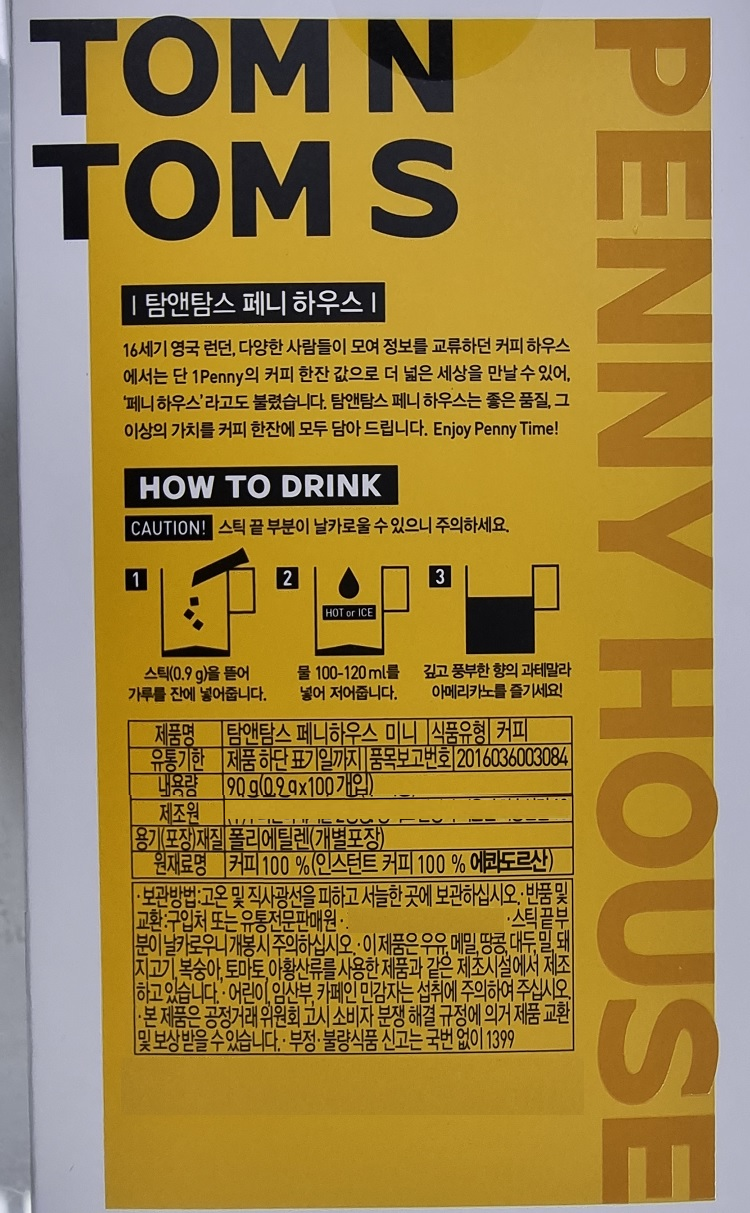 TOM N
TOM S
PENNY HOUSE
| 탐앤탐스 페니 하우스 |
16세기 영국 런던, 다양한 사람들이 모여 정보를 교류하던 커피 하우스
에서는 단 1Penny의 커피 한잔 값으로 더 넓은 세상을 만날 수 있어,
'페니 하우스'라고도 불렸습니다. 탐앤탐스 페니 하우스는 좋은 품질, 그
이상의 가치를 커피 한잔에 모두 담아 드립니다. Enjoy Penny Time!
HOW TO DRINK
CAUTION! 스틱 끝 부분이 날카로울 수 있으니 주의하세요.
1 2 3
HOT or ICE
스틱(0.9 g)을 뜯어 물 100-120 ml를 깊고 풍부한 향의 과테말라
가루를 잔에 넣어줍니다. 넣어 저어줍니다. 아메리카노를 즐기세요!
제품명 탐앤탐스 페니하우스 미니 식품유형 커피
유통기한 제품 하단 표기일까지 품목보고번호 2016036003084
내용량 90 g(0.9 g x 100 개입)
제조원
용기(포장)재질 폴리에틸렌(개별포장)
원재료명 커피 100 %(인스턴트 커피 100 % 에콰도르산)
·보관방법:고온 및 직사광선을 피하고 서늘한 곳에 보관하십시오.·반품 및
교환:구입처 또는 유통전문판매원· ·스틱 끝 부
분이 날카로우니 개봉시 주의하십시오.·이 제품은 우유, 메밀, 땅콩, 대두, 밀, 돼
지고기, 복숭아, 토마토, 아황산류를 사용한 제품과 같은 제조시설에서 제조
하고 있습니다.·어린이, 임산부, 카페인 민감자는 섭취에 주의하여 주십시오.
·본 제품은 공정거래 위원회 고시 소비자 분쟁 해결 규정에 의거 제품 교환
및 보상 받을 수 있습니다.·부정·불량식품 신고는 국번 없이 1399